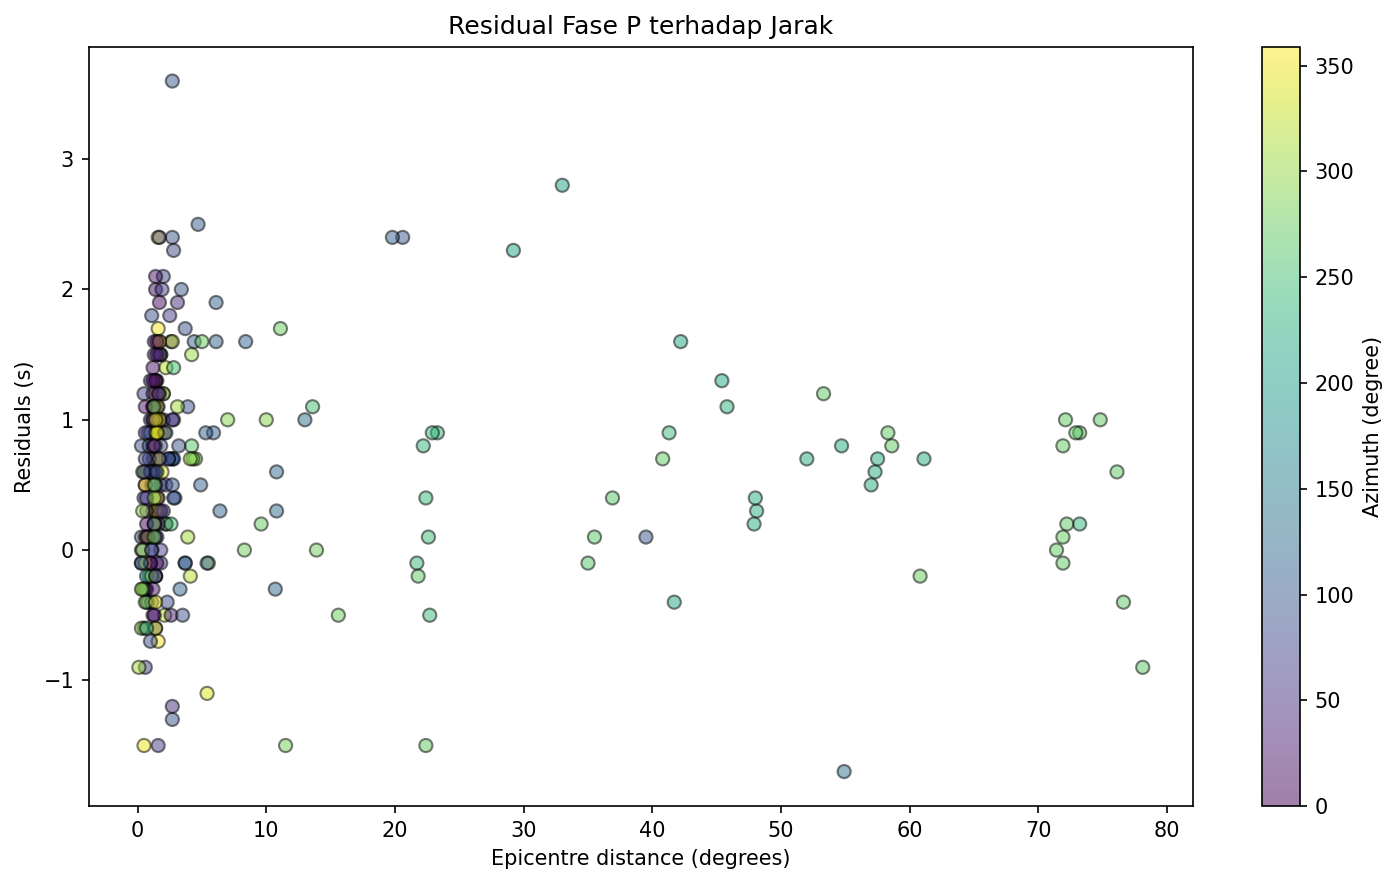 Residual Fase P terhadap Jarak
Residuals (s)
3
2
1
0
−1
0 10 20 30 40 50 60 70 80
Epicentre distance (degrees)
350
300
250
200
150
100
50
0
Azimuth (degree)